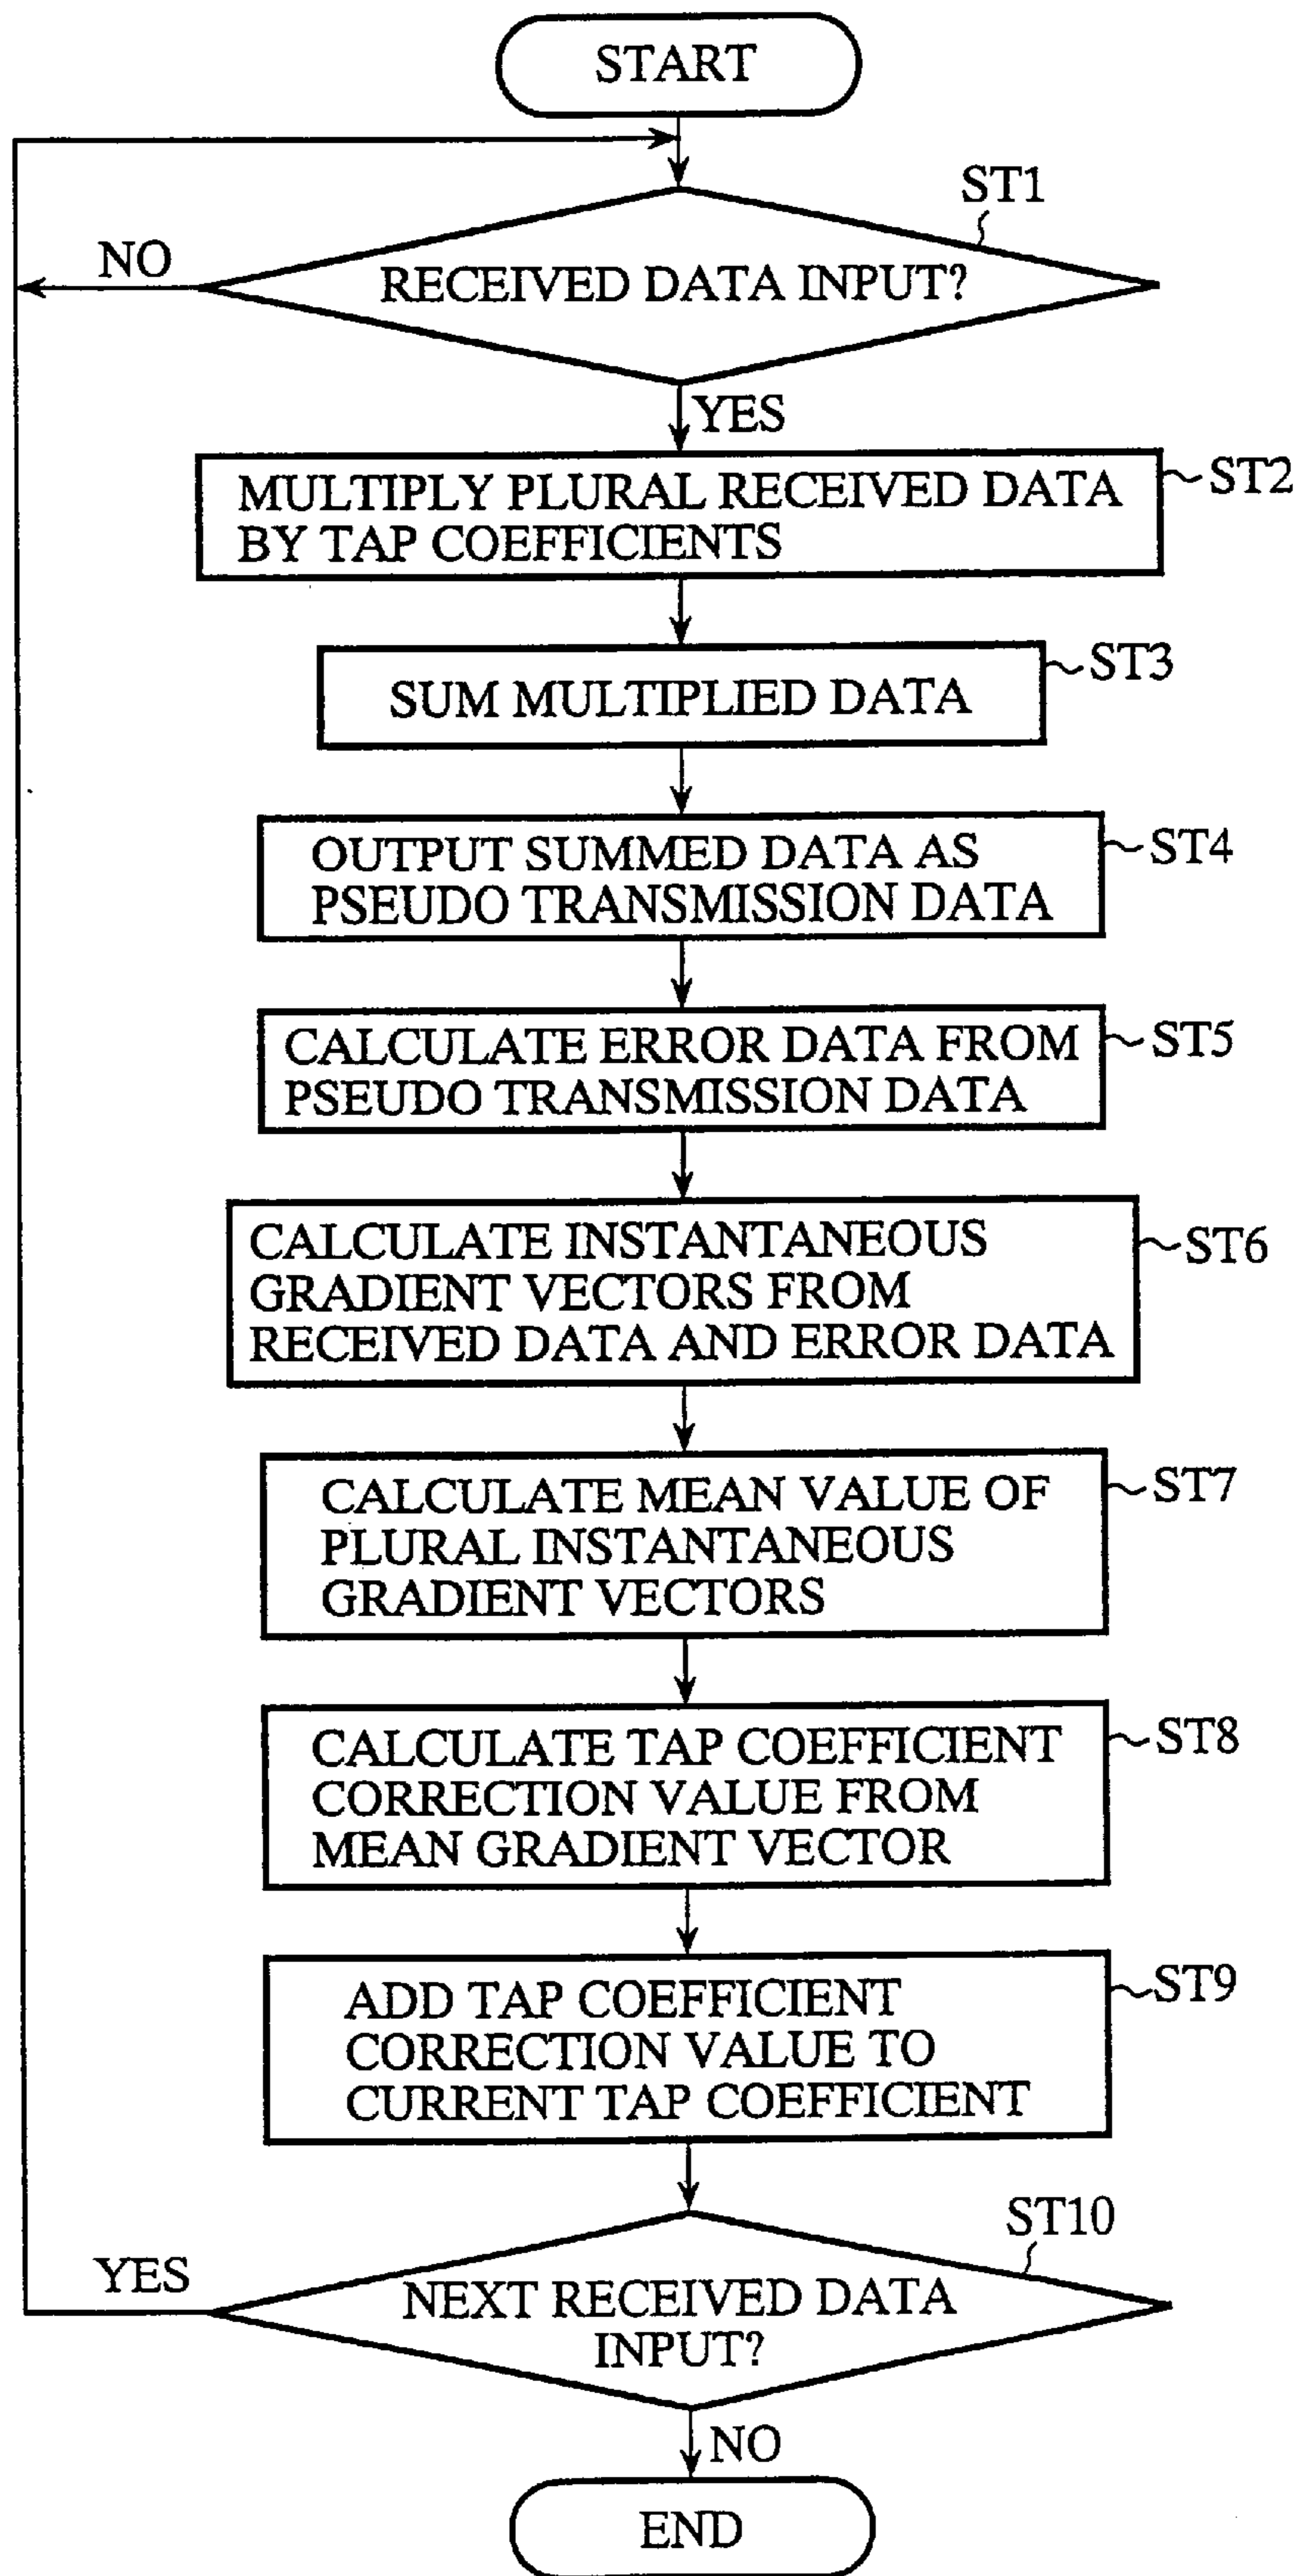 START
ST1
NO
RECEIVED DATA INPUT?
YES
ST2
MULTIPLY PLURAL RECEIVED DATA
BY TAP COEFFICIENTS
ST3
SUM MULTIPLIED DATA
ST4
OUTPUT SUMMED DATA AS
PSEUDO TRANSMISSION DATA
ST5
CALCULATE ERROR DATA FROM
PSEUDO TRANSMISSION DATA
ST6
CALCULATE INSTANTANEOUS
GRADIENT VECTORS FROM
RECEIVED DATA AND ERROR DATA
ST7
CALCULATE MEAN VALUE OF
PLURAL INSTANTANEOUS
GRADIENT VECTORS
ST8
CALCULATE TAP COEFFICIENT
CORRECTION VALUE FROM
MEAN GRADIENT VECTOR
ST9
ADD TAP COEFFICIENT
CORRECTION VALUE TO
CURRENT TAP COEFFICIENT
ST10
YES
NEXT RECEIVED DATA
INPUT?
NO
END